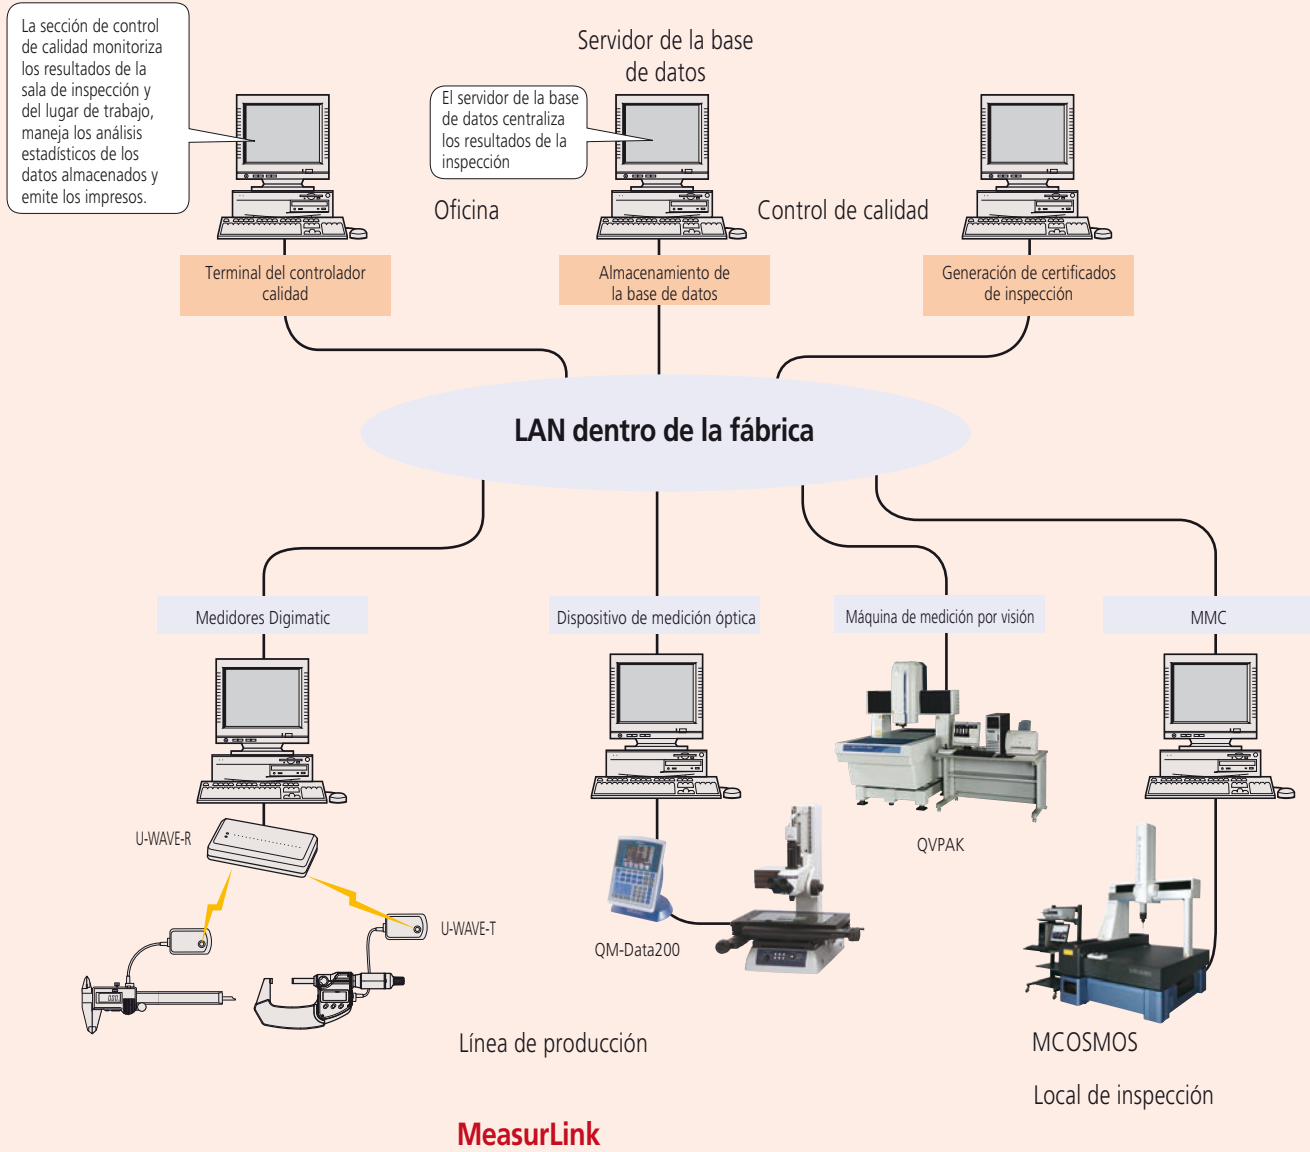 La sección de control
de calidad monitoriza
los resultados de la
sala de inspección y
del lugar de trabajo,
maneja los análisis
estadísticos de los
datos almacenados y
emite los impresos.
Servidor de la base
de datos
El servidor de la base
de datos centraliza
los resultados de la
inspección
Oficina
Control de calidad
Terminal del controlador
calidad
Almacenamiento de
la base de datos
Generación de certificados
de inspección
LAN dentro de la fábrica
Medidores Digimatic
Dispositivo de medición óptica
Máquina de medición por visión
MMC
U-WAVE-R
U-WAVE-T
QM-Data200
QVPAK
MCOSMOS
Línea de producción
Local de inspección
MeasurLink